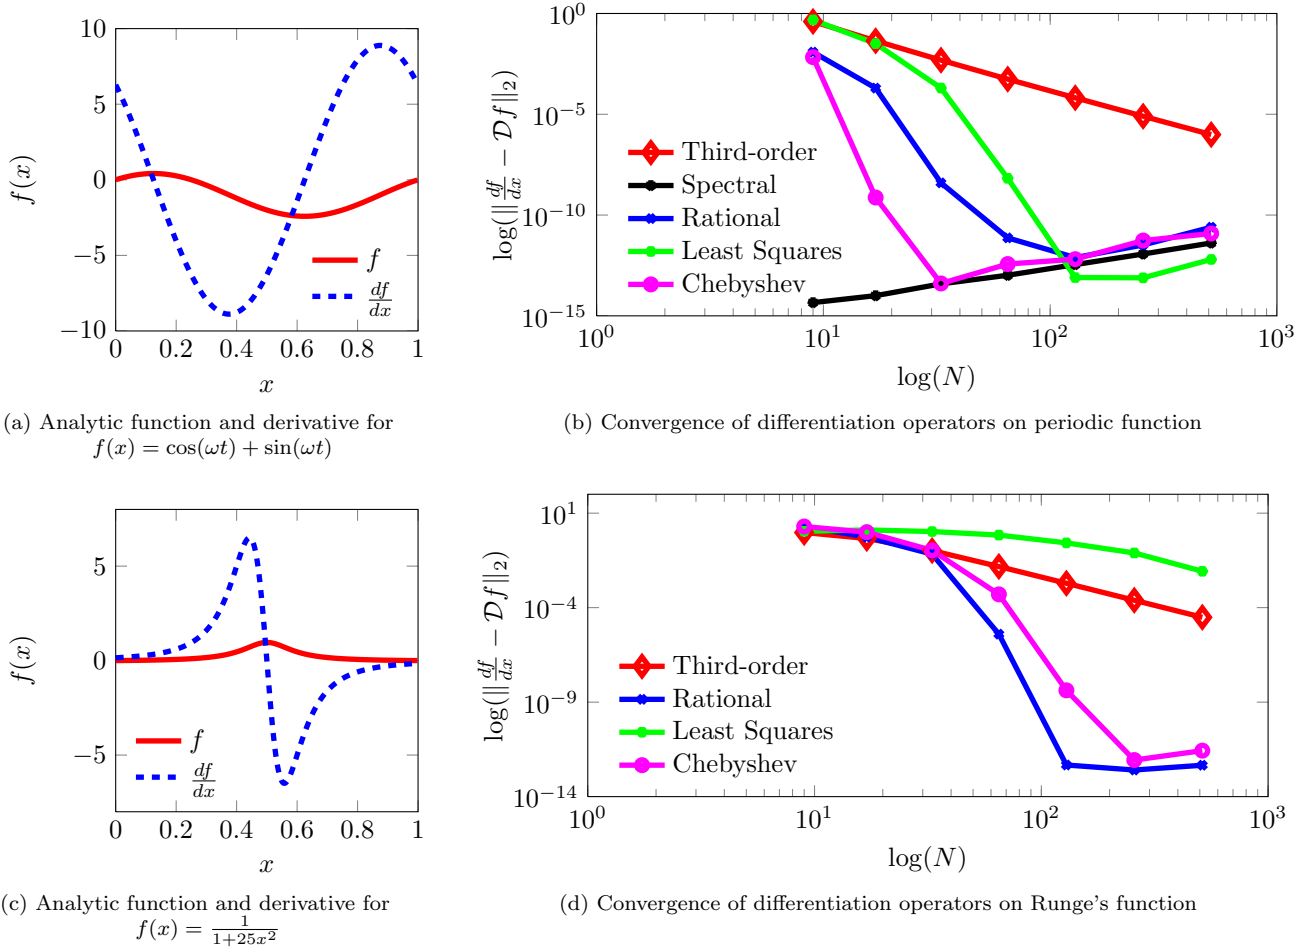 10
5
0
−5
−10
f(x)
0 0.2 0.4 0.6 0.8 1
x
f
df/dx
(a) Analytic function and derivative for
f(x) = cos(ωt) + sin(ωt)
10^0
10^−5
10^−10
10^−15
log(‖df/dx − 𝒟f‖_2)
Third-order
Spectral
Rational
Least Squares
Chebyshev
10^0 10^1 10^2 10^3
log(N)
(b) Convergence of differentiation operators on periodic function
5
0
−5
f(x)
f
df/dx
0 0.2 0.4 0.6 0.8 1
x
(c) Analytic function and derivative for
f(x) = 1/(1+25x^2)
10^1
10^−4
10^−9
10^−14
log(‖df/dx − 𝒟f‖_2)
Third-order
Rational
Least Squares
Chebyshev
10^0 10^1 10^2 10^3
log(N)
(d) Convergence of differentiation operators on Runge's function